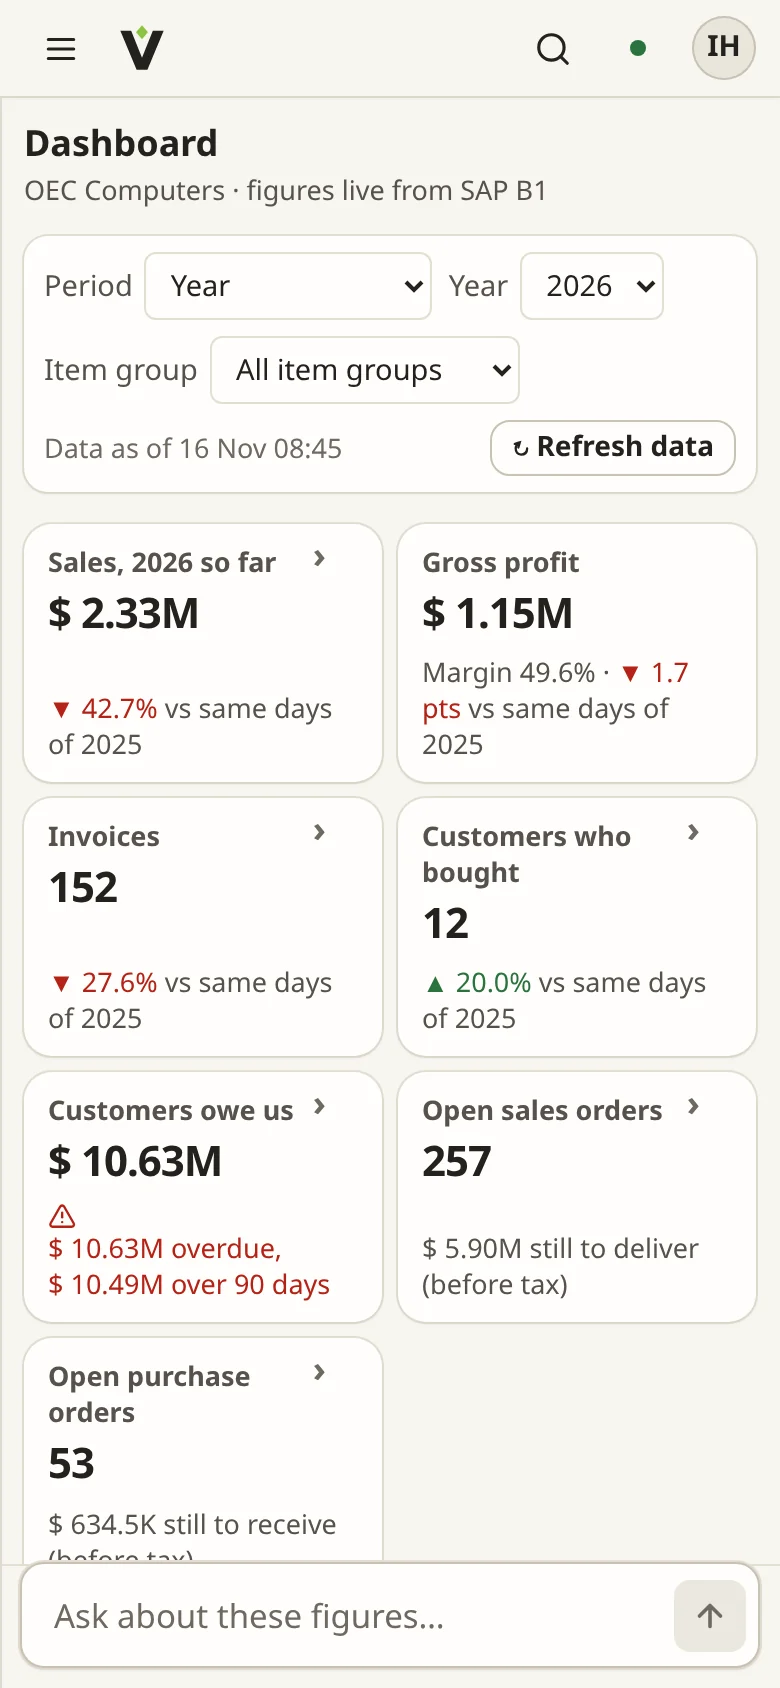 V
IH
Dashboard
OEC Computers · figures live from SAP B1
Period Year Year 2026
Item group All item groups
Data as of 16 Nov 08:45 ↻ Refresh data
Sales, 2026 so far ›
$ 2.33M
▼ 42.7% vs same days
of 2025
Gross profit
$ 1.15M
Margin 49.6% · ▼ 1.7
pts vs same days of
2025
Invoices ›
152
▼ 27.6% vs same days
of 2025
Customers who ›
bought
12
▲ 20.0% vs same days
of 2025
Customers owe us ›
$ 10.63M
⚠
$ 10.63M overdue,
$ 10.49M over 90 days
Open sales orders ›
257
$ 5.90M still to deliver
(before tax)
Open purchase ›
orders
53
$ 634.5K still to receive
(before tax)
Ask about these figures...